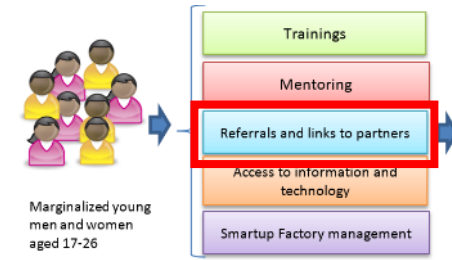 Trainings
Mentoring
Referrals and links to partners
Access to information and
technology
Smartup Factory management
Marginalized young
men and women
aged 17-26